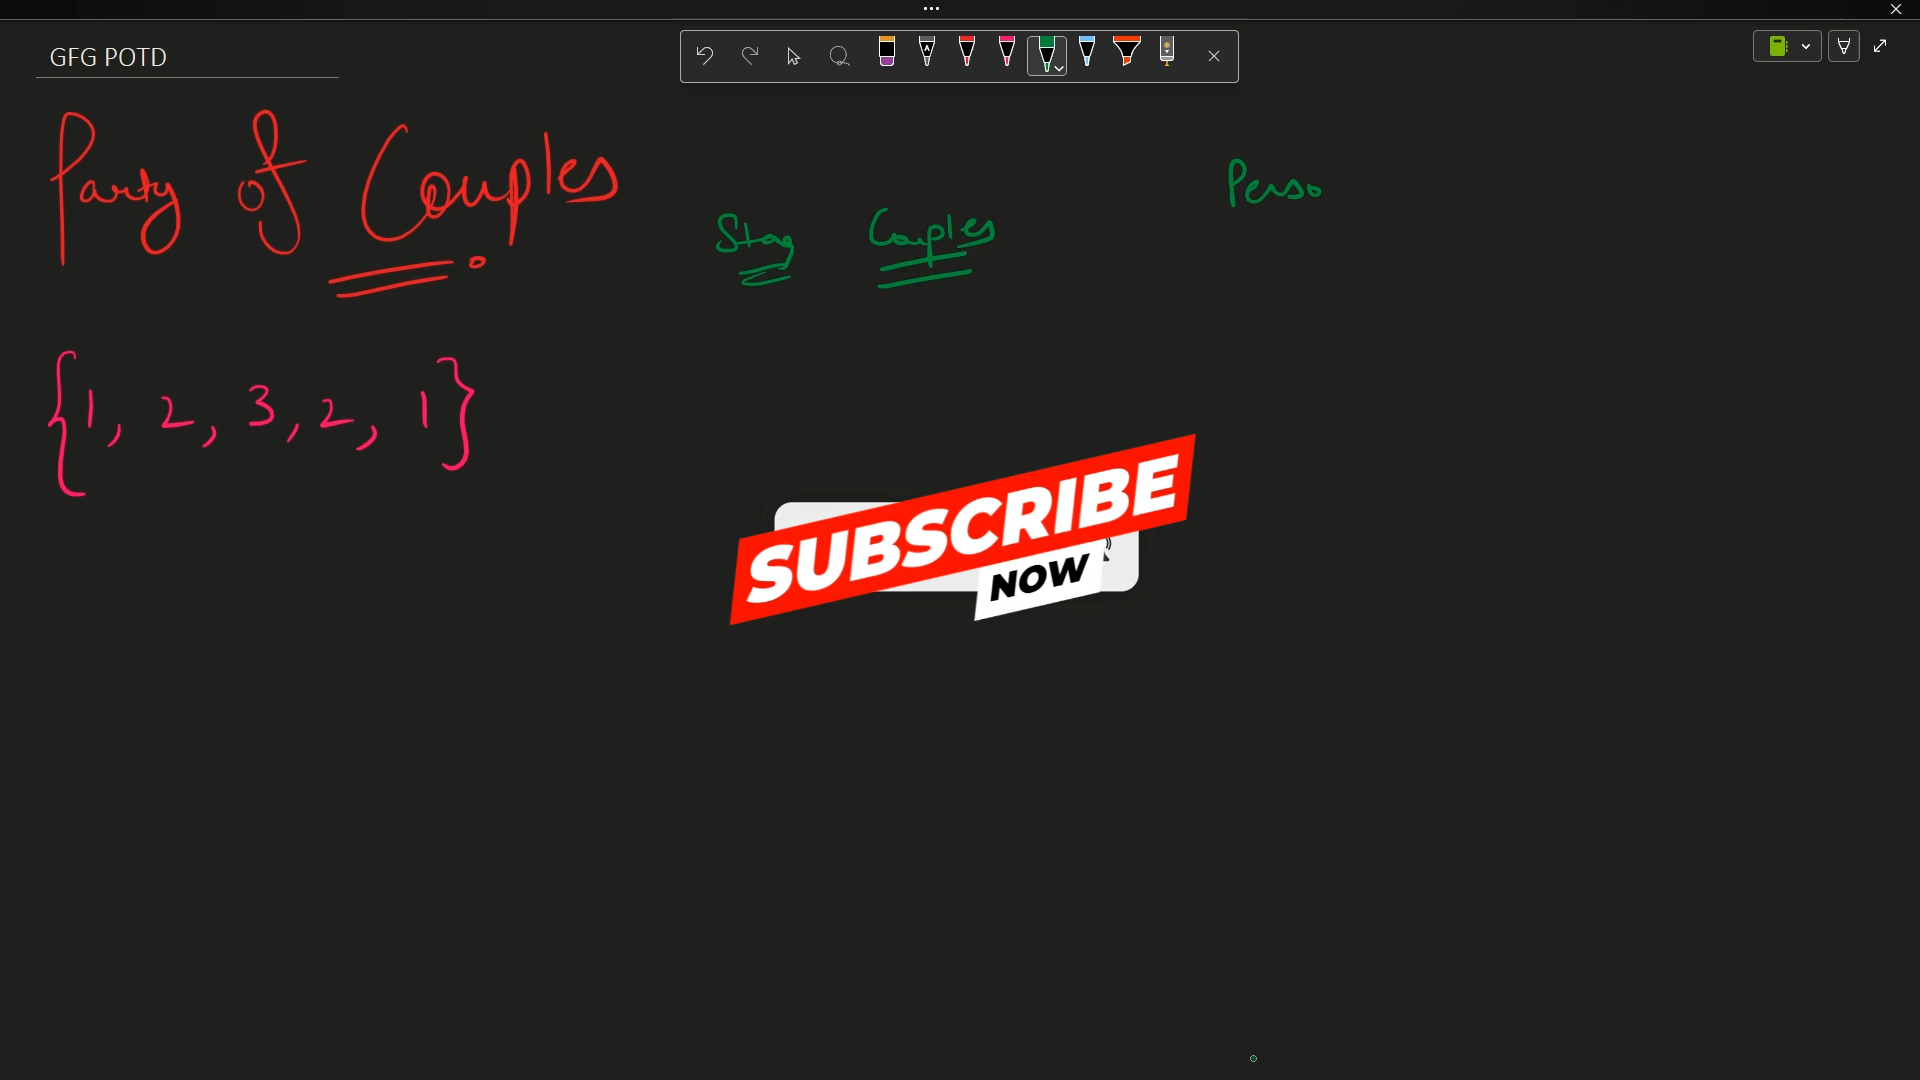 GFG POTD
Party of Couples
Stag Couples
Perso
{1, 2, 3, 2, 1}
SUBSCRIBE
NOW